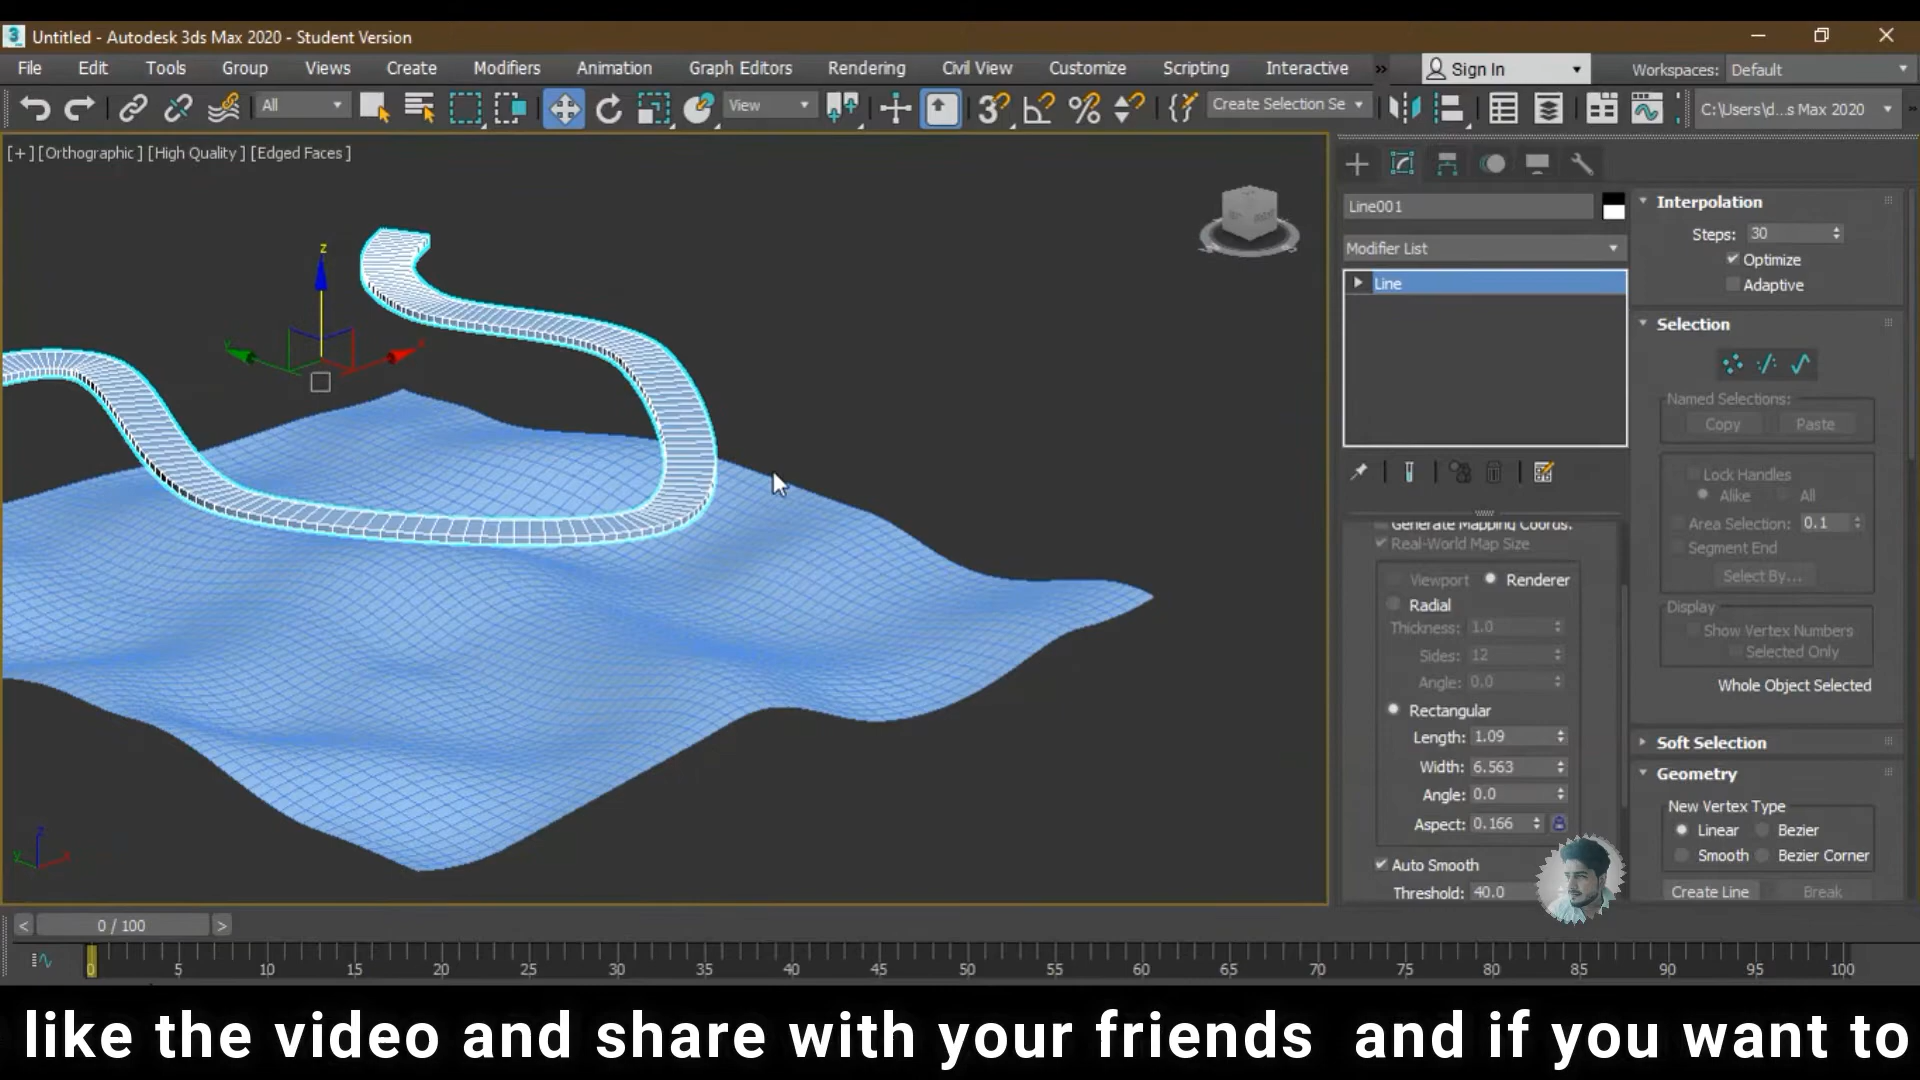 Untitled - Autodesk 3ds Max 2020 - Student Version
File Edit Tools Group Views Create Modifiers Animation Graph Editors Rendering Civil View Customize Scripting Interactive » Sign In Workspaces: Default
All View Create Selection Se C:\Users\d...s Max 2020 »
[+] [Orthographic] [High Quality] [Edged Faces]
Line001
Modifier List
Line
Generate Mapping Coords.
Real-World Map Size
Viewport Renderer
Radial
Thickness: 1.0
Sides: 12
Angle: 0.0
Rectangular
Length: 1.09
Width: 6.563
Angle: 0.0
Aspect: 0.166
Auto Smooth
Threshold: 40.0
Interpolation
Steps: 30
Optimize
Adaptive
Selection
Named Selections:
Copy Paste
Lock Handles
Alike All
Area Selection: 0.1
Segment End
Select By...
Display
Show Vertex Numbers
Selected Only
Whole Object Selected
Soft Selection
Geometry
New Vertex Type
Linear Bezier
Smooth Bezier Corner
Create Line Break
z
y x
z
y x
< 0 / 100 >
0 5 10 15 20 25 30 35 40 45 50 55 60 65 70 75 80 85 90 95 100
like the video and share with your friends and if you want to